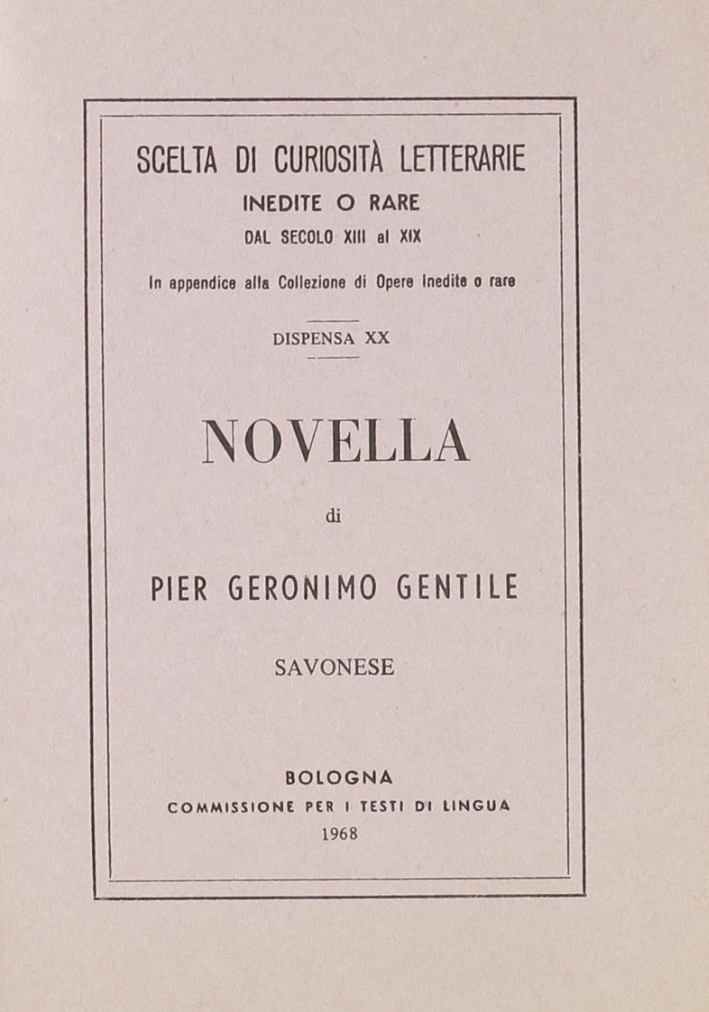 SCELTA DI CURIOSITÀ LETTERARIE
INEDITE O RARE
DAL SECOLO XIII al XIX
In appendice alla Collezione di Opere Inedite o rare
DISPENSA XX
NOVELLA
di
PIER GERONIMO GENTILE
SAVONESE
BOLOGNA
COMMISSIONE PER I TESTI DI LINGUA
1968